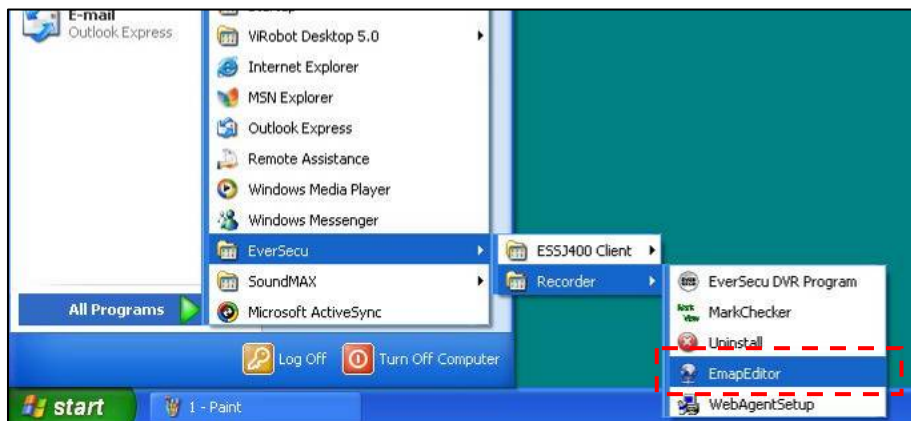 E-mail
Outlook Express
ViRobot Desktop 5.0
Internet Explorer
MSN Explorer
Outlook Express
Remote Assistance
Windows Media Player
Windows Messenger
EverSecu
SoundMAX
Microsoft ActiveSync
ESSJ400 Client
Recorder
EverSecu DVR Program
MarkChecker
Uninstall
EmapEditor
WebAgentSetup
All Programs
Log Off
Turn Off Computer
start
1 - Paint